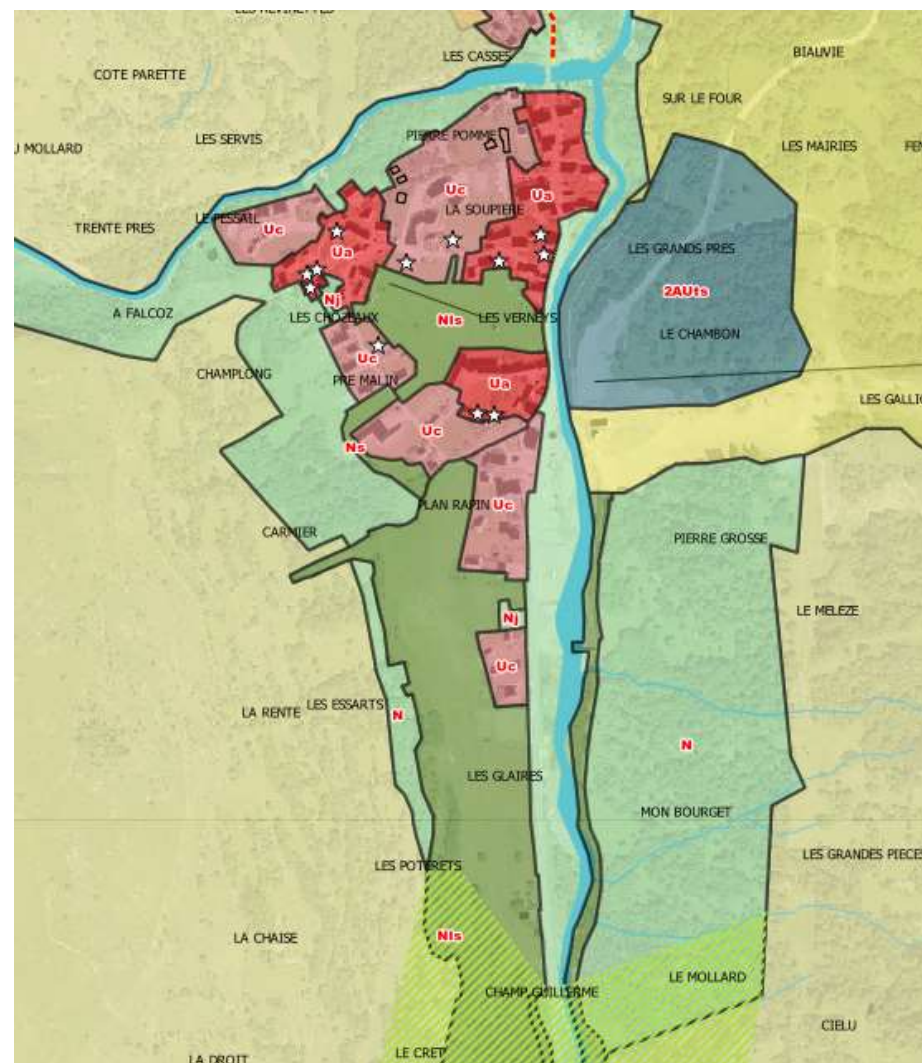 LES CASSES
BIAUVIE
COTE PARETTE
SUR LE FOUR
LES SERVIS
PIERRE POMME
LES MAIRIES
U MOLLARD
Uc
LA SOUPIERE
Ua
LE PESSAIL
Uc
TRENTE PRES
Ua
LES GRANDS PRES
2AUts
Nj
A FALCOZ
LES CHOZEAUX
Nls
LES VERNEYS
LE CHAMBON
Uc
CHAMPLONG
PRE MALIN
Ua
LES GALLI
Uc
Ns
PLAN RAPIN
Uc
CARMIER
PIERRE GROSSE
LE MELEZE
Nj
Uc
LES ESSARTS
LA RENTE
N
N
LES GLAIRES
MON BOURGET
LES GRANDES PIECES
LES POTERETS
LA CHAISE
Nls
LE MOLLARD
CHAMP GUILLERME
CIELU
LE CRET
LA DROIT